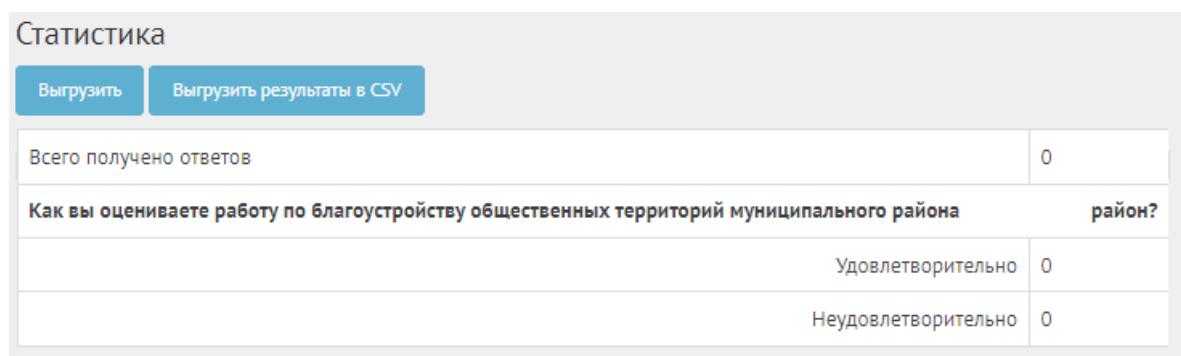 Статистика
Выгрузить Выгрузить результаты в CSV
Всего получено ответов 0
Как вы оцениваете работу по благоустройству общественных территорий муниципального района район?
Удовлетворительно 0
Неудовлетворительно 0